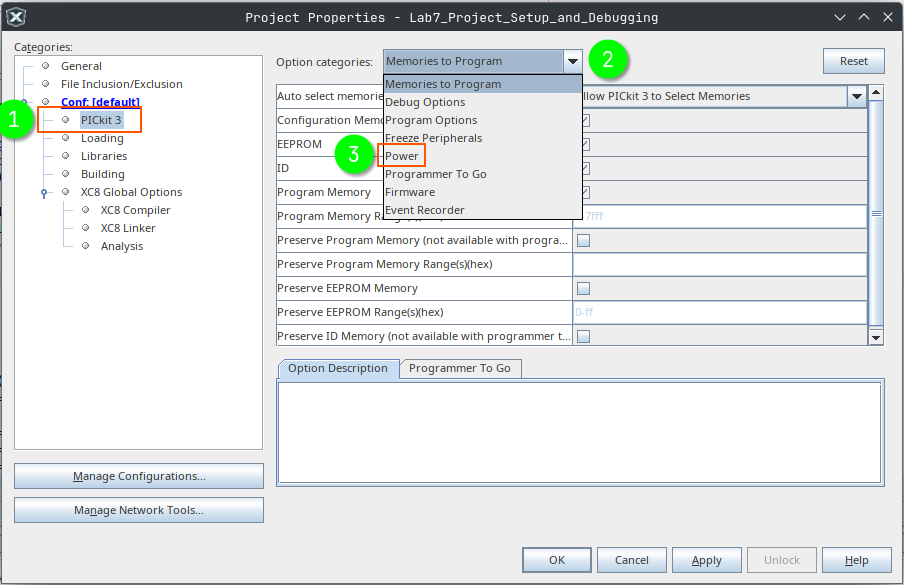 Project Properties - Lab7_Project_Setup_and_Debugging
Categories:
General
File Inclusion/Exclusion
Conf: [default]
1
PICkit 3
Loading
Libraries
Building
XC8 Global Options
XC8 Compiler
XC8 Linker
Analysis
Manage Configurations...
Manage Network Tools...
Option categories:
Memories to Program
2
Reset
Memories to Program
Debug Options
Program Options
Freeze Peripherals
3
Power
Programmer To Go
Firmware
Event Recorder
Auto select memorie
llow PICkit 3 to Select Memories
Configuration Memo
EEPROM
ID
Program Memory
Program Memory Ran
7fff
Preserve Program Memory (not available with progra...
Preserve Program Memory Range(s)(hex)
Preserve EEPROM Memory
Preserve EEPROM Range(s)(hex)
0-ff
Preserve ID Memory (not available with programmer t...
Option Description
Programmer To Go
OK
Cancel
Apply
Unlock
Help